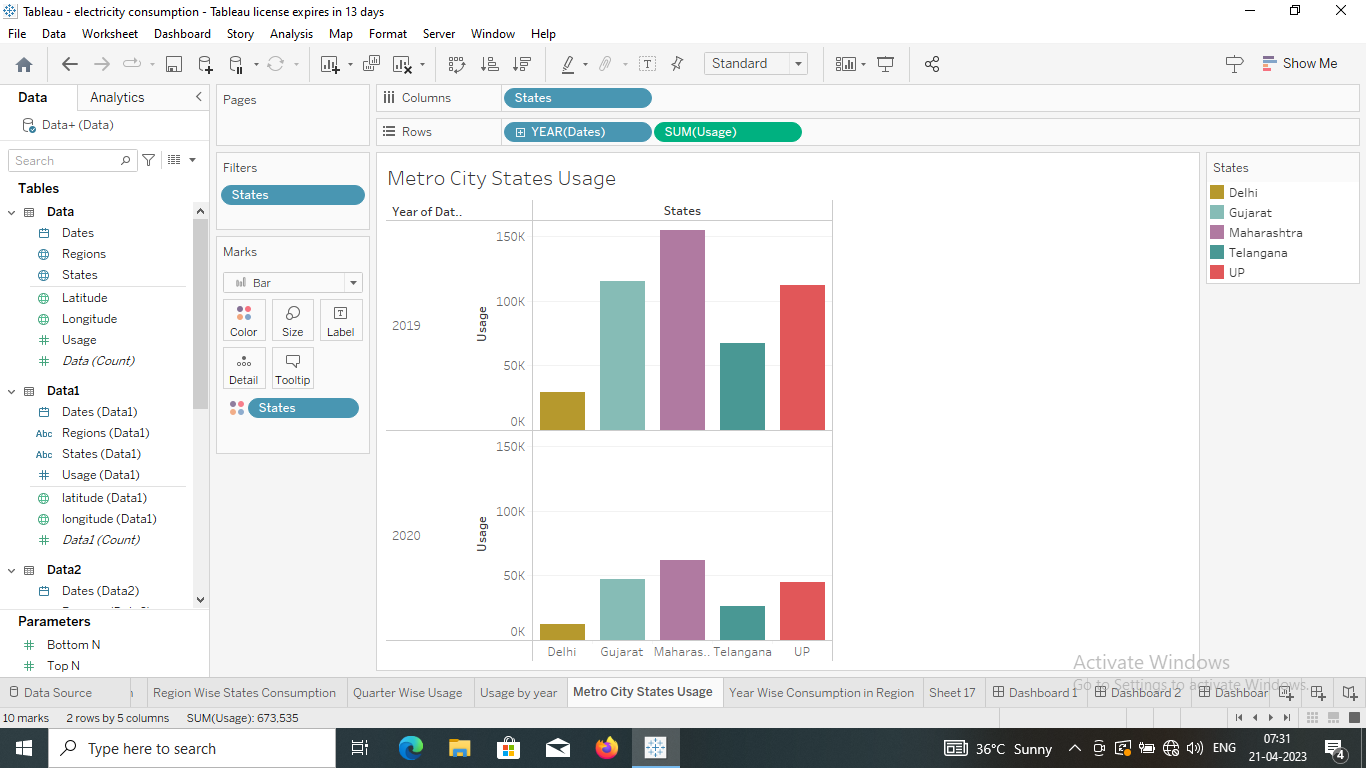 Tableau - electricity consumption - Tableau license expires in 13 days
File Data Worksheet Dashboard Story Analysis Map Format Server Window Help
Standard
Show Me
Data Analytics
Data+ (Data)
Search
Tables
Data
Dates
Regions
States
Latitude
Longitude
Usage
Data (Count)
Data1
Dates (Data1)
Abc Regions (Data1)
Abc States (Data1)
Usage (Data1)
latitude (Data1)
longitude (Data1)
Data1 (Count)
Data2
Dates (Data2)
Parameters
Bottom N
Top N
Pages
Filters
States
Marks
Bar
Color Size Label
T
Detail Tooltip
States
Columns States
Rows YEAR(Dates) SUM(Usage)
Metro City States Usage
Year of Dat.. States
150K
100K
2019 Usage
50K
0K
150K
100K
2020 Usage
50K
0K
Delhi Gujarat Maharas.. Telangana UP
States
Delhi
Gujarat
Maharashtra
Telangana
UP
Activate Windows
Go to Settings to activate Windows.
Data Source Region Wise States Consumption Quarter Wise Usage Usage by year Metro City States Usage Year Wise Consumption in Region Sheet 17 Dashboard 1 Dashboard 2 Dashboar
10 marks 2 rows by 5 columns SUM(Usage): 673,535
Type here to search
36°C Sunny
ENG
07:31
21-04-2023
4